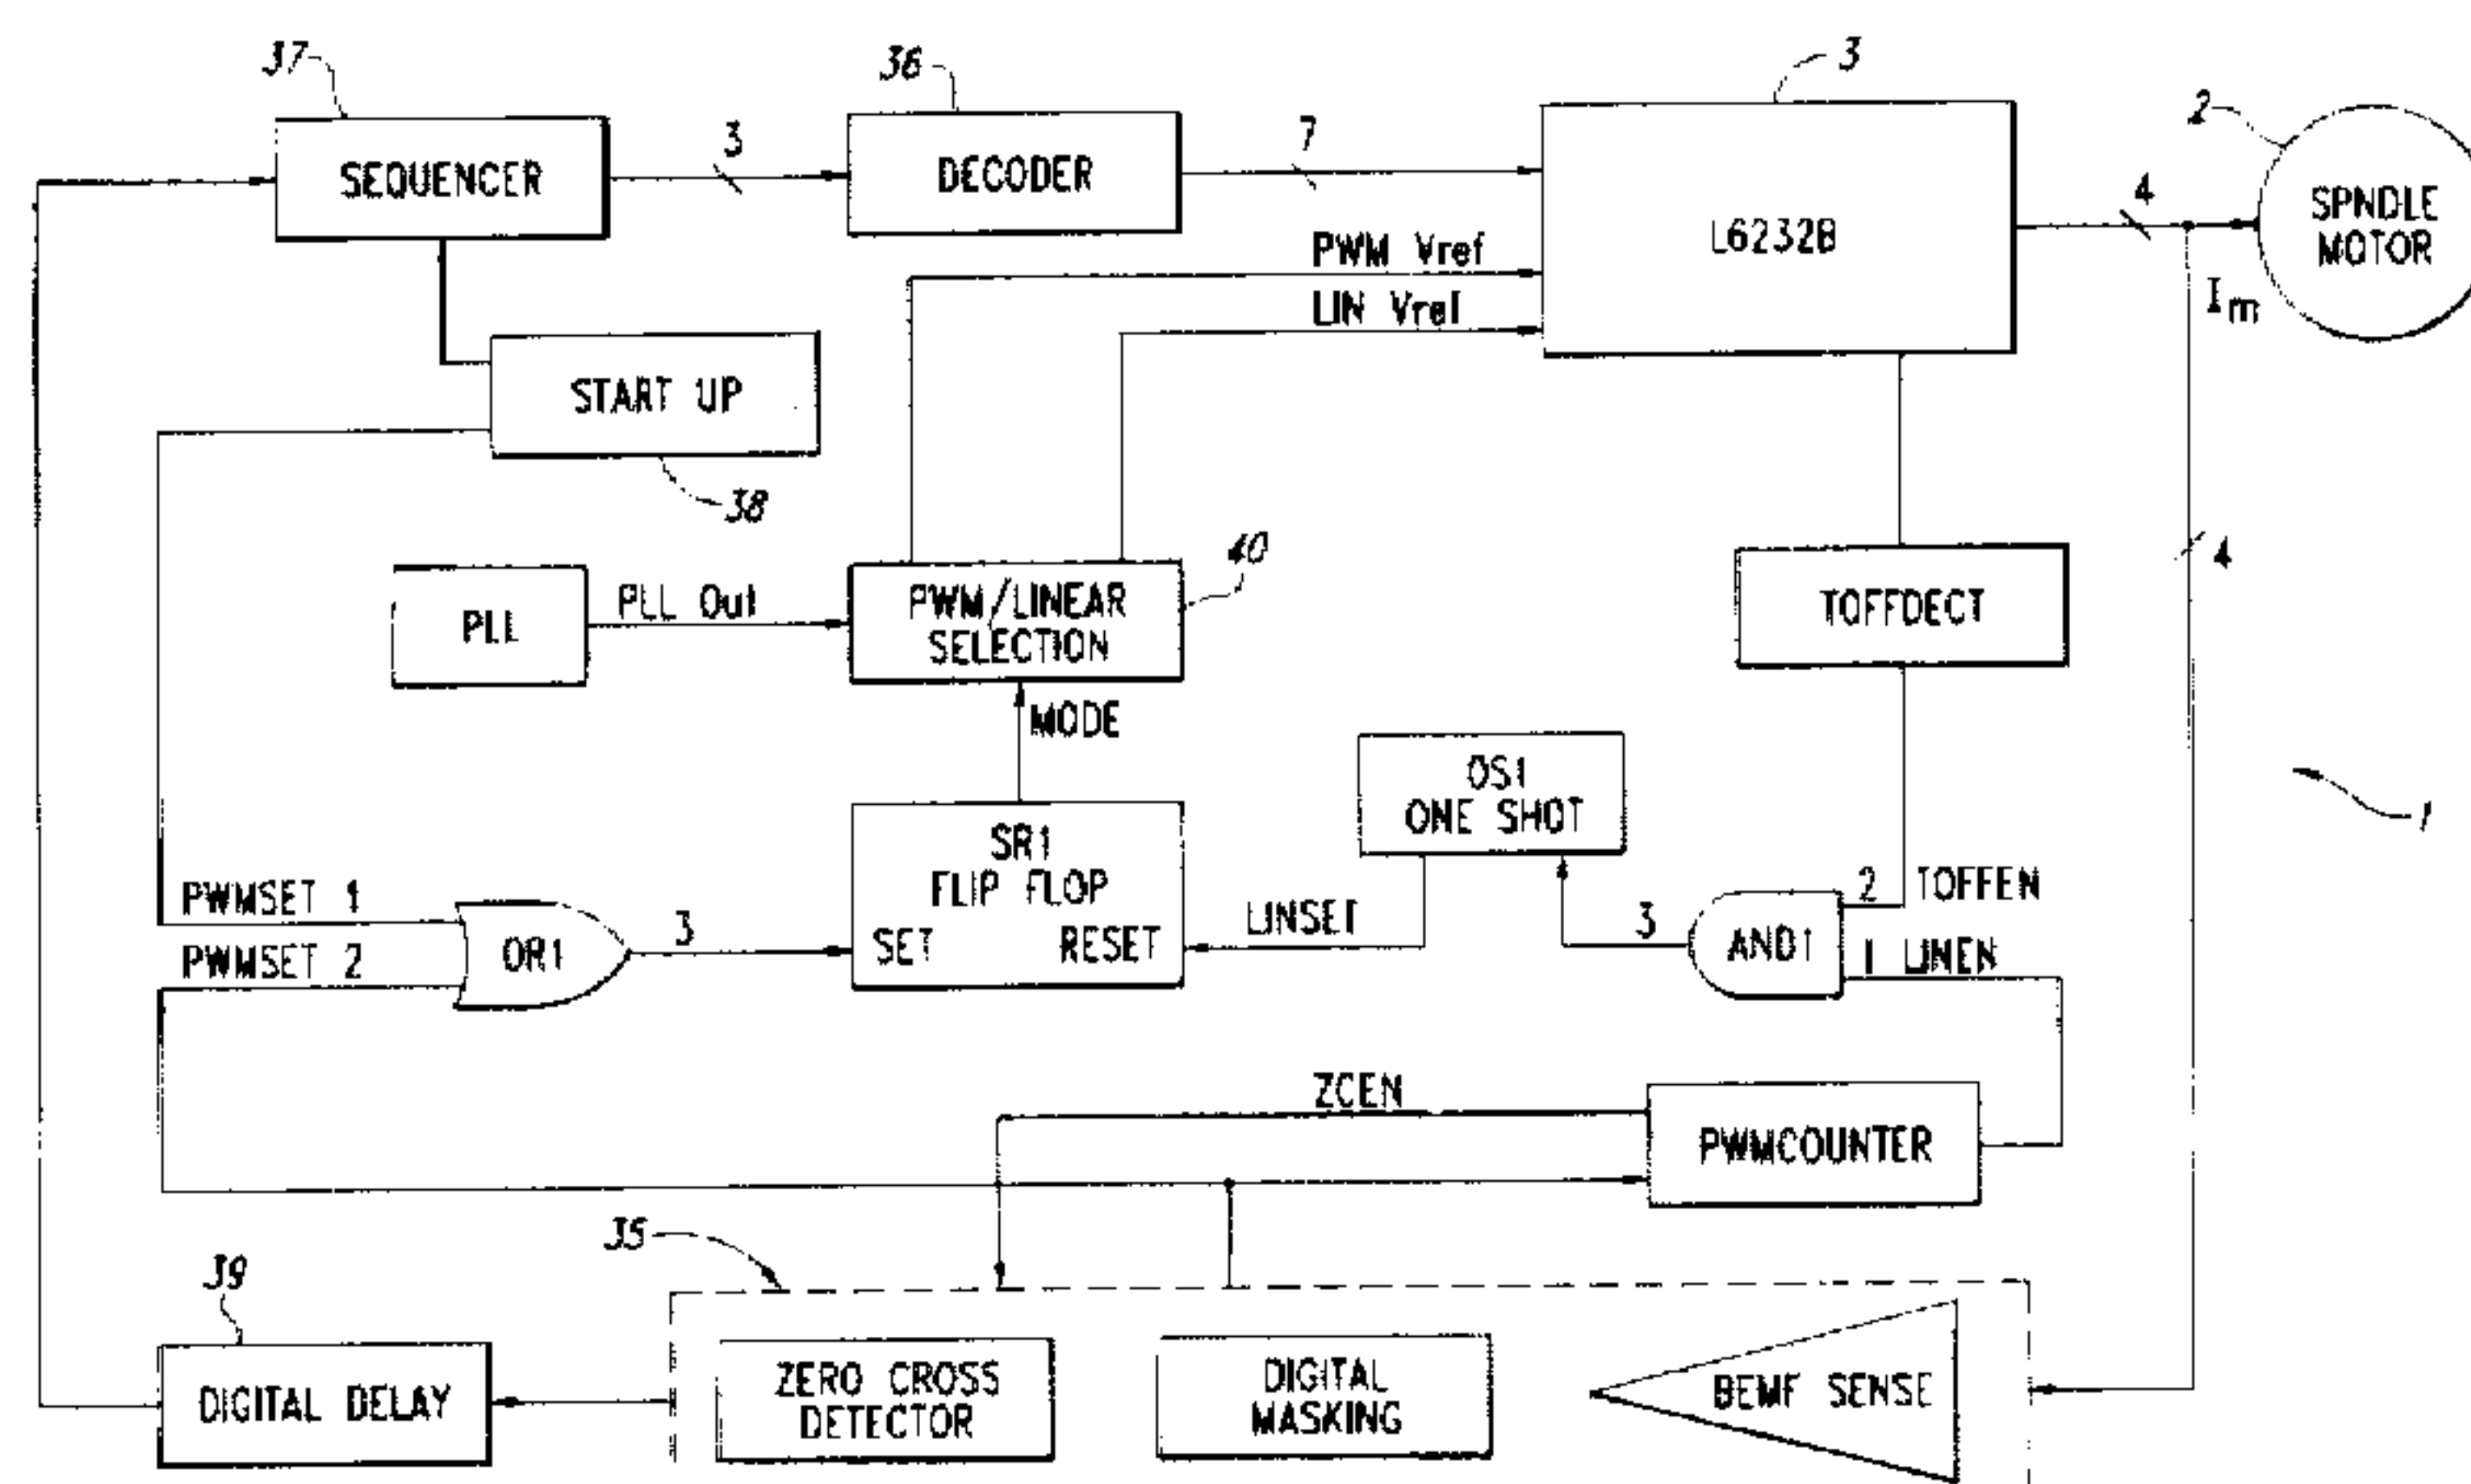 37
36
3
2
SEQUENCER
3
DECODER
7
L6232B
4
SPNDLE
MOTOR
PWM Vref
LIN Vref
Im
START UP
38
40
4
PLL
PLL Out
PWM/LINEAR
SELECTION
TOFFDECT
MODE
OS1
ONE SHOT
1
SR1
FLIP FLOP
SET
RESET
PWMSET 1
PWMSET 2
OR1
3
LINSET
3
AND1
2 TOFFEN
1 LINEN
ZCEN
PWMCOUNTER
35
39
DIGITAL DELAY
ZERO CROSS
DETECTOR
DIGITAL
MASKING
BEMF SENSE